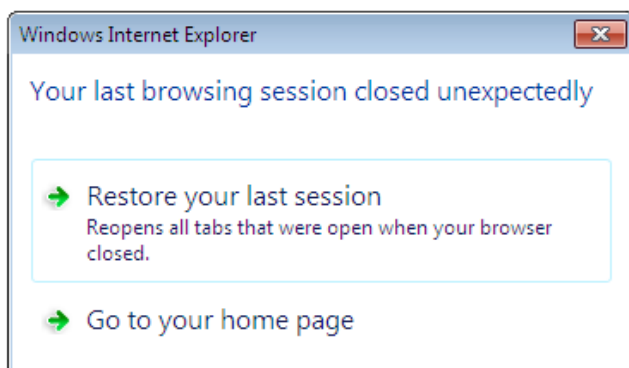 Windows Internet Explorer
Your last browsing session closed unexpectedly
Restore your last session
Reopens all tabs that were open when your browser
closed.
Go to your home page